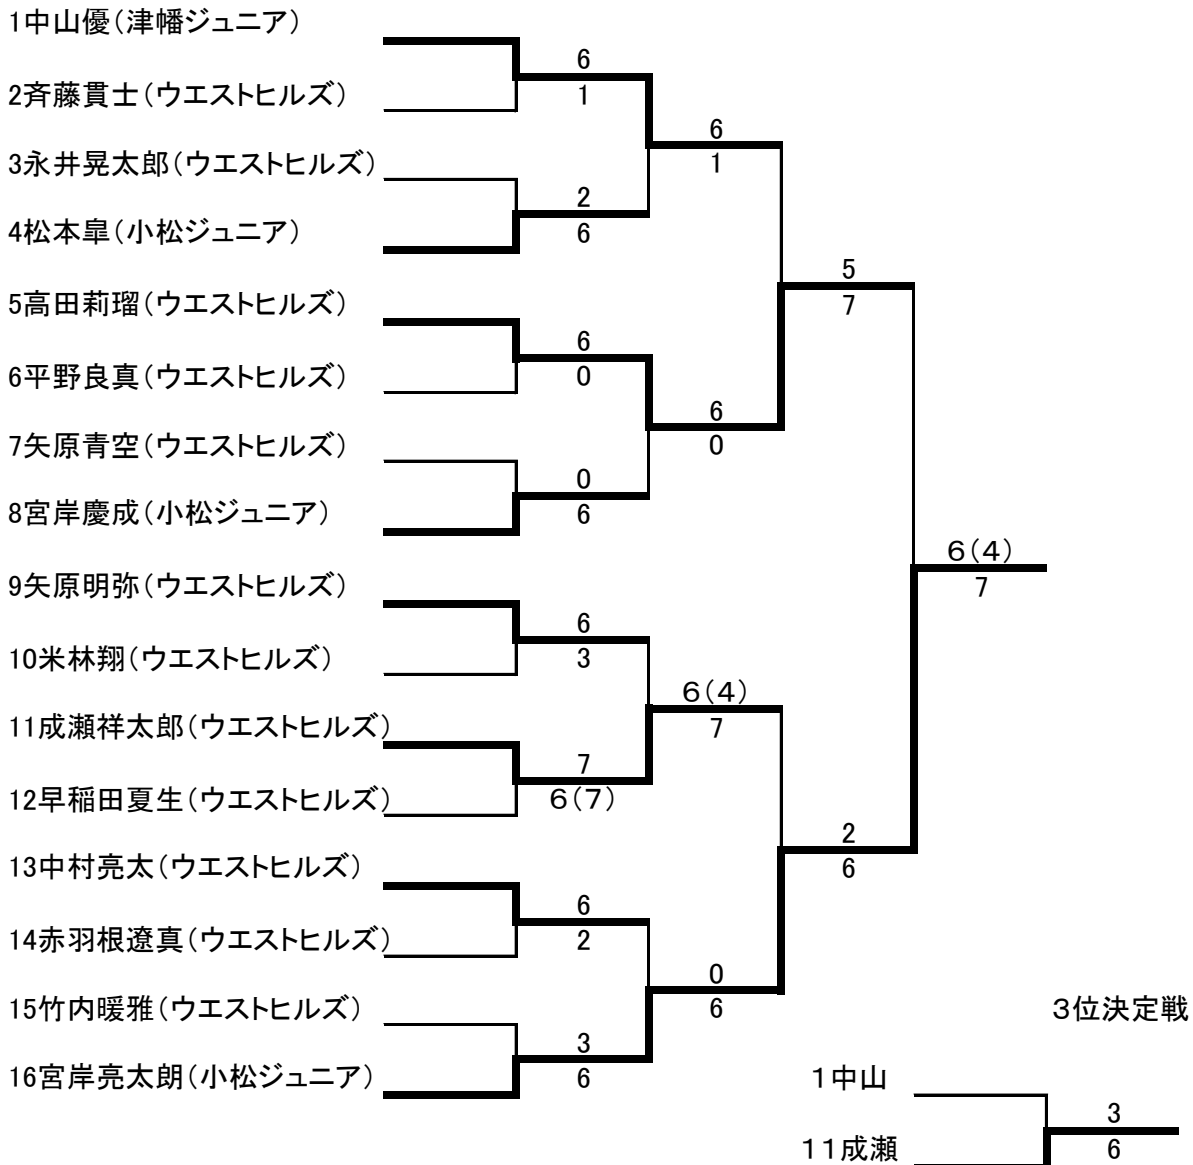 1中山優(津幡ジュニア)
6
1
2斉藤貫士(ウエストヒルズ)
6
1
3永井晃太郎(ウエストヒルズ)
2
6
4松本皐(小松ジュニア)
5
7
5高田莉瑠(ウエストヒルズ)
6
0
6平野良真(ウエストヒルズ)
6
0
7矢原青空(ウエストヒルズ)
0
6
8宮岸慶成(小松ジュニア)
6(4)
7
9矢原明弥(ウエストヒルズ)
6
3
10米林翔(ウエストヒルズ)
6(4)
7
11成瀬祥太郎(ウエストヒルズ)
7
6(7)
12早稲田夏生(ウエストヒルズ)
2
6
13中村亮太(ウエストヒルズ)
6
2
14赤羽根遼真(ウエストヒルズ)
0
6
15竹内暖雅(ウエストヒルズ)
3
6
16宮岸亮太朗(小松ジュニア)
3位決定戦
1中山
3
6
11成瀬